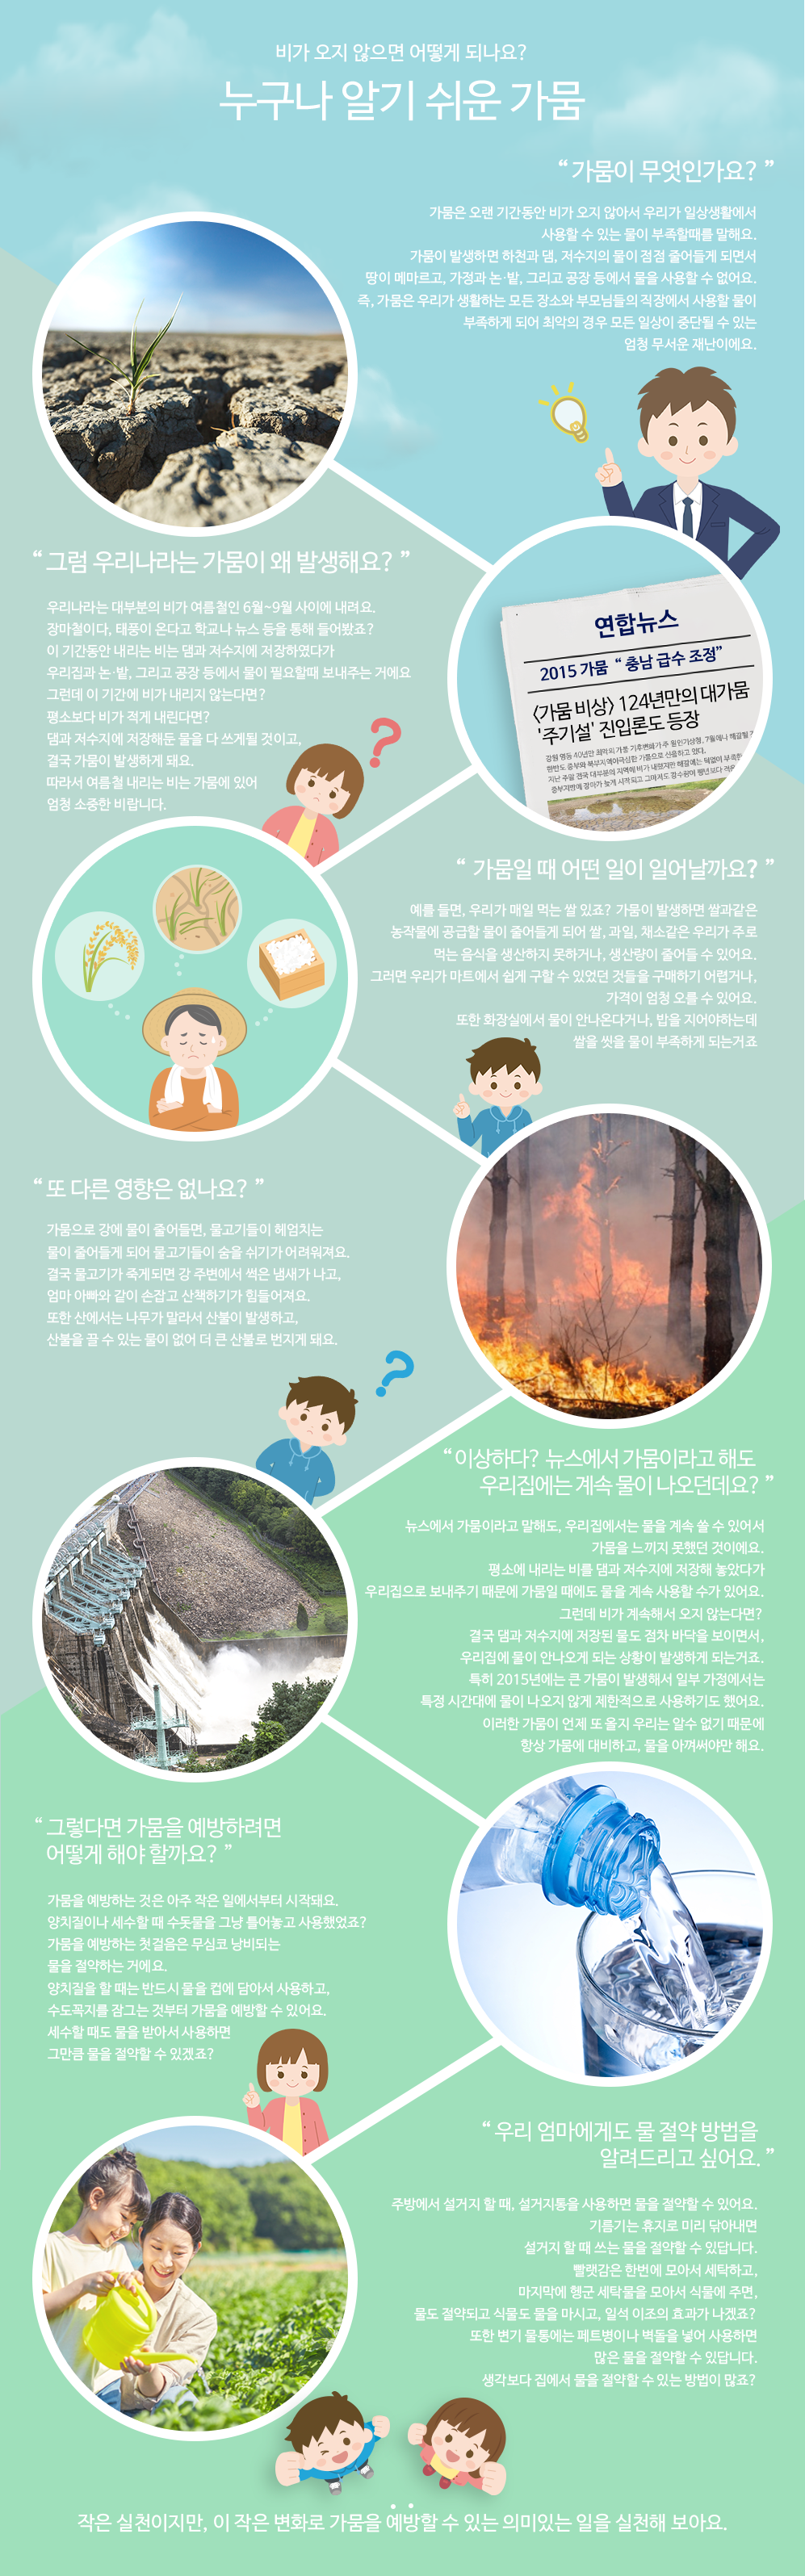 비가 오지 않으면 어떻게 되나요?
누구나 알기 쉬운 가뭄
“ 가뭄이 무엇인가요? ”
가뭄은 오랜 기간동안 비가 오지 않아서 우리가 일상생활에서
사용할 수 있는 물이 부족할때를 말해요.
가뭄이 발생하면 하천과 댐, 저수지의 물이 점점 줄어들게 되면서
땅이 메마르고, 가정과 논·밭, 그리고 공장 등에서 물을 사용할 수 없어요.
즉, 가뭄은 우리가 생활하는 모든 장소와 부모님들의 직장에서 사용할 물이
부족하게 되어 최악의 경우 모든 일상이 중단될 수 있는
엄청 무서운 재난이에요.
“ 그럼 우리나라는 가뭄이 왜 발생해요? ”
우리나라는 대부분의 비가 여름철인 6월~9월 사이에 내려요.
장마철이다, 태풍이 온다고 학교나 뉴스 등을 통해 들어봤죠?
이 기간동안 내리는 비는 댐과 저수지에 저장하였다가
우리집과 논·밭, 그리고 공장 등에서 물이 필요할때 보내주는 거에요
그런데 이 기간에 비가 내리지 않는다면?
평소보다 비가 적게 내린다면?
댐과 저수지에 저장해둔 물을 다 쓰게될 것이고,
결국 가뭄이 발생하게 돼요.
따라서 여름철 내리는 비는 가뭄에 있어
엄청 소중한 비랍니다.
연합뉴스
2015 가뭄 “ 충남 급수 조정”
〈가뭄 비상〉 124년만의 대가뭄
'주기설' 진입론도 등장
“ 가뭄일 때 어떤 일이 일어날까요? ”
예를 들면, 우리가 매일 먹는 쌀 있죠? 가뭄이 발생하면 쌀과같은
농작물에 공급할 물이 줄어들게 되어 쌀, 과일, 채소같은 우리가 주로
먹는 음식을 생산하지 못하거나, 생산량이 줄어들 수 있어요.
그러면 우리가 마트에서 쉽게 구할 수 있었던 것들을 구매하기 어렵거나,
가격이 엄청 오를 수 있어요.
또한 화장실에서 물이 안나온다거나, 밥을 지어야하는데
쌀을 씻을 물이 부족하게 되는거죠
“ 또 다른 영향은 없나요? ”
가뭄으로 강에 물이 줄어들면, 물고기들이 헤엄치는
물이 줄어들게 되어 물고기들이 숨을 쉬기가 어려워져요.
결국 물고기가 죽게되면 강 주변에서 썩은 냄새가 나고,
엄마 아빠와 같이 손잡고 산책하기가 힘들어져요.
또한 산에서는 나무가 말라서 산불이 발생하고,
산불을 끌 수 있는 물이 없어 더 큰 산불로 번지게 돼요.
“ 이상하다? 뉴스에서 가뭄이라고 해도
우리집에는 계속 물이 나오던데요? ”
뉴스에서 가뭄이라고 말해도, 우리집에서는 물을 계속 쓸 수 있어서
가뭄을 느끼지 못했던 것이에요.
평소에 내리는 비를 댐과 저수지에 저장해 놓았다가
우리집으로 보내주기 때문에 가뭄일 때에도 물을 계속 사용할 수가 있어요.
그런데 비가 계속해서 오지 않는다면?
결국 댐과 저수지에 저장된 물도 점차 바닥을 보이면서,
우리집에 물이 안나오게 되는 상황이 발생하게 되는거죠.
특히 2015년에는 큰 가뭄이 발생해서 일부 가정에서는
특정 시간대에 물이 나오지 않게 제한적으로 사용하기도 했어요.
이러한 가뭄이 언제 또 올지 우리는 알수 없기 때문에
항상 가뭄에 대비하고, 물을 아껴써야만 해요.
“ 그렇다면 가뭄을 예방하려면
어떻게 해야 할까요? ”
가뭄을 예방하는 것은 아주 작은 일에서부터 시작돼요.
양치질이나 세수할 때 수돗물을 그냥 틀어놓고 사용했었죠?
가뭄을 예방하는 첫걸음은 무심코 낭비되는
물을 절약하는 거에요.
양치질을 할 때는 반드시 물을 컵에 담아서 사용하고,
수도꼭지를 잠그는 것부터 가뭄을 예방할 수 있어요.
세수할 때도 물을 받아서 사용하면
그만큼 물을 절약할 수 있겠죠?
“ 우리 엄마에게도 물 절약 방법을
알려드리고 싶어요. ”
주방에서 설거지 할 때, 설거지통을 사용하면 물을 절약할 수 있어요.
기름기는 휴지로 미리 닦아내면
설거지 할 때 쓰는 물을 절약할 수 있답니다.
빨랫감은 한번에 모아서 세탁하고,
마지막에 헹군 세탁물을 모아서 식물에 주면,
물도 절약되고 식물도 물을 마시고, 일석 이조의 효과가 나겠죠?
또한 변기 물통에는 페트병이나 벽돌을 넣어 사용하면
많은 물을 절약할 수 있답니다.
생각보다 집에서 물을 절약할 수 있는 방법이 많죠?
작은 실천이지만, 이 작은 변화로 가뭄을 예방할 수 있는 의미있는 일을 실천해 보아요.